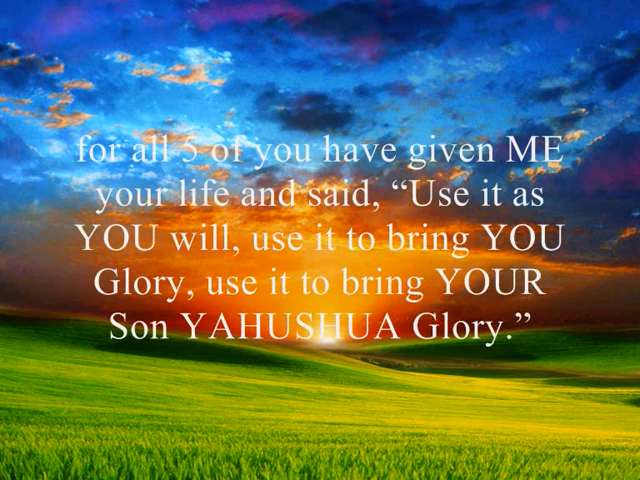 for all 5 of you have given ME
your life and said, “Use it as
YOU will, use it to bring YOU
Glory, use it to bring YOUR
Son YAHUSHUA Glory.”